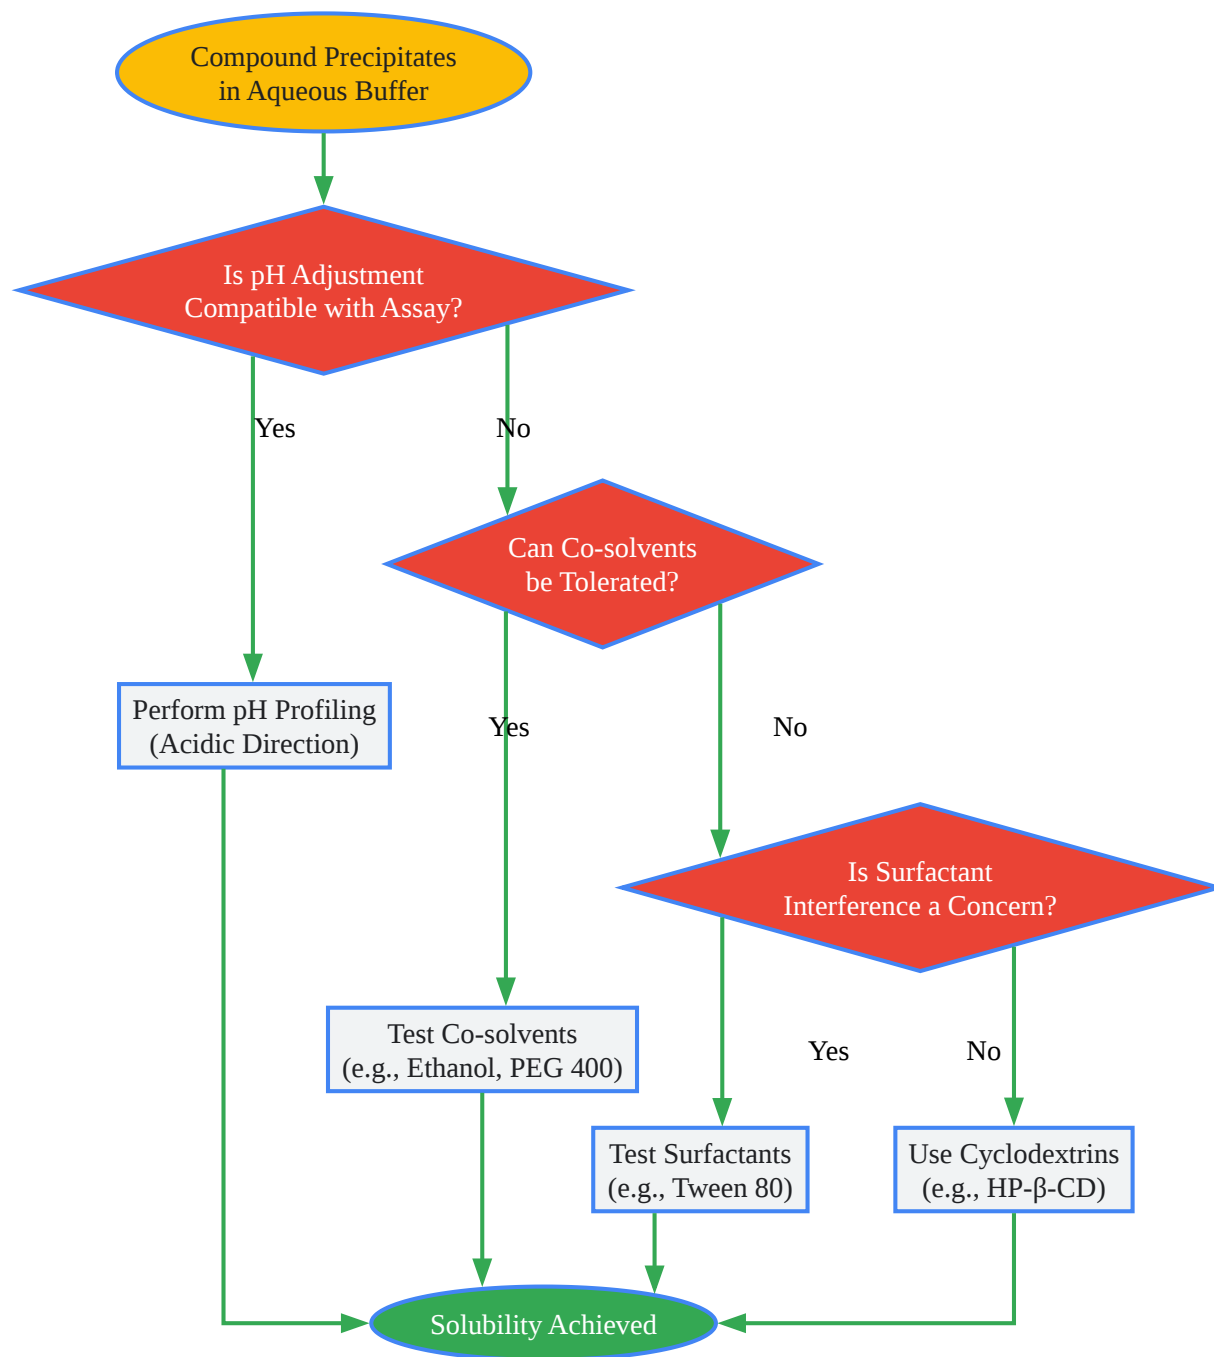 Compound Precipitates
in Aqueous Buffer
Is pH Adjustment
Compatible with Assay?
Yes
No
Can Co-solvents
be Tolerated?
Perform pH Profiling
(Acidic Direction)
Yes
No
Is Surfactant
Interference a Concern?
Test Co-solvents
(e.g., Ethanol, PEG 400)
Yes
No
Test Surfactants
(e.g., Tween 80)
Use Cyclodextrins
(e.g., HP-β-CD)
Solubility Achieved